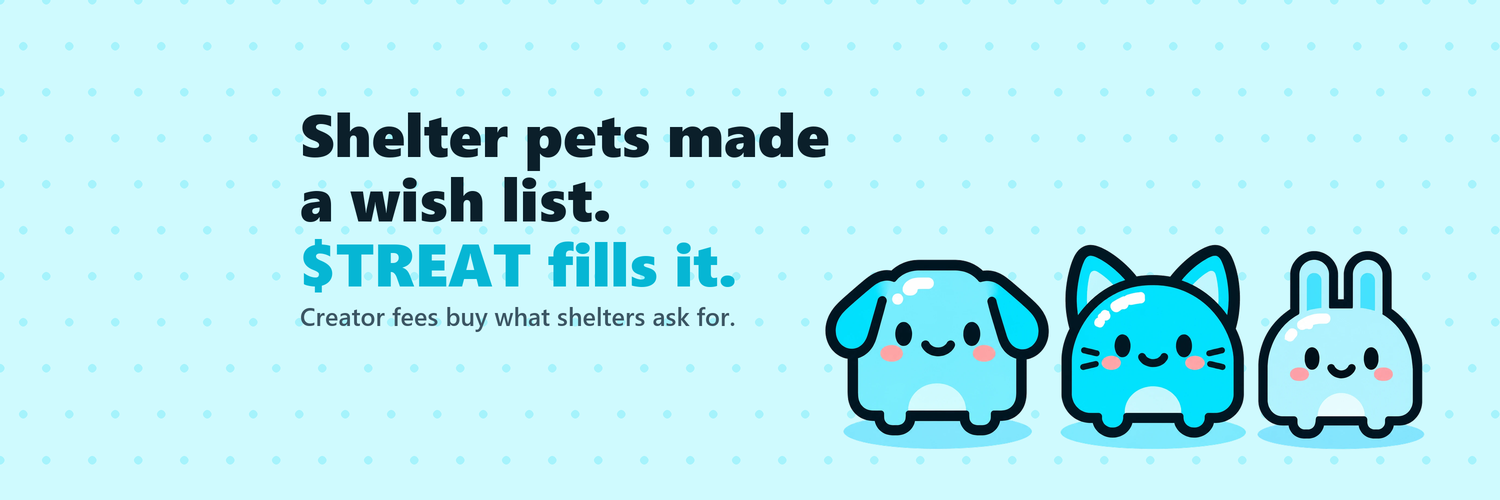 Shelter pets made
a wish list.
$TREAT fills it.
Creator fees buy what shelters ask for.